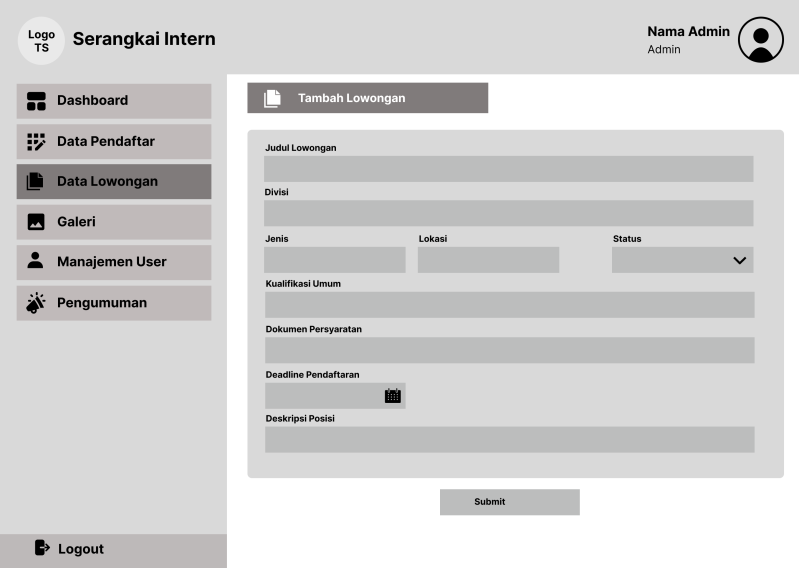 Logo
TS
Serangkai Intern
Nama Admin
Admin
Dashboard
Data Pendaftar
Data Lowongan
Galeri
Manajemen User
Pengumuman
Logout
Tambah Lowongan
Judul Lowongan
Divisi
Jenis
Lokasi
Status
Kualifikasi Umum
Dokumen Persyaratan
Deadline Pendaftaran
Deskripsi Posisi
Submit